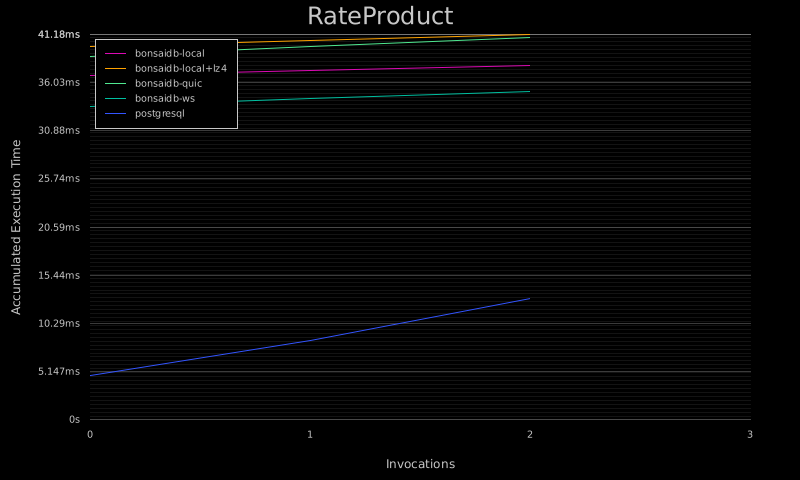 RateProduct
41.18ms
36.03ms
30.88ms
25.74ms
20.59ms
15.44ms
10.29ms
5.147ms
0s
Accumulated Execution Time
bonsaidb-local
bonsaidb-local+lz4
bonsaidb-quic
bonsaidb-ws
postgresql
0
1
2
3
Invocations